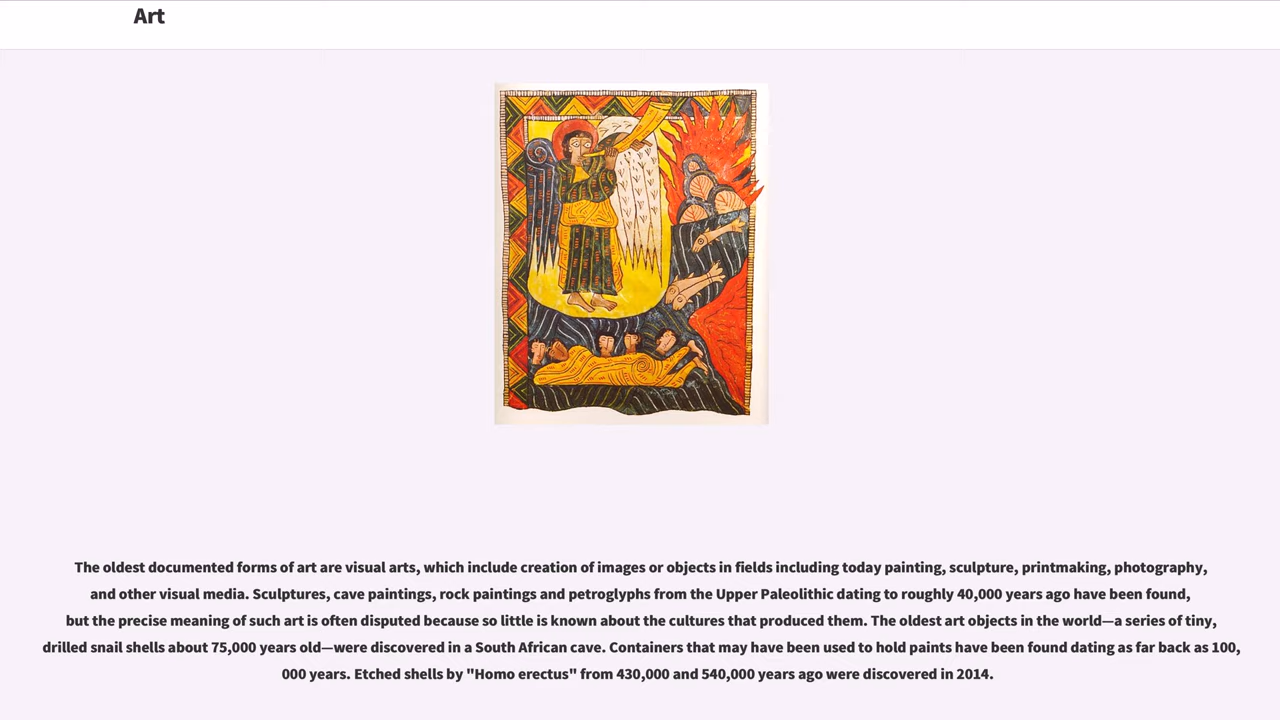 Art
The oldest documented forms of art are visual arts, which include creation of images or objects in fields including today painting, sculpture, printmaking, photography,
and other visual media. Sculptures, cave paintings, rock paintings and petroglyphs from the Upper Paleolithic dating to roughly 40,000 years ago have been found,
but the precise meaning of such art is often disputed because so little is known about the cultures that produced them. The oldest art objects in the world—a series of tiny,
drilled snail shells about 75,000 years old—were discovered in a South African cave. Containers that may have been used to hold paints have been found dating as far back as 100,
000 years. Etched shells by "Homo erectus" from 430,000 and 540,000 years ago were discovered in 2014.